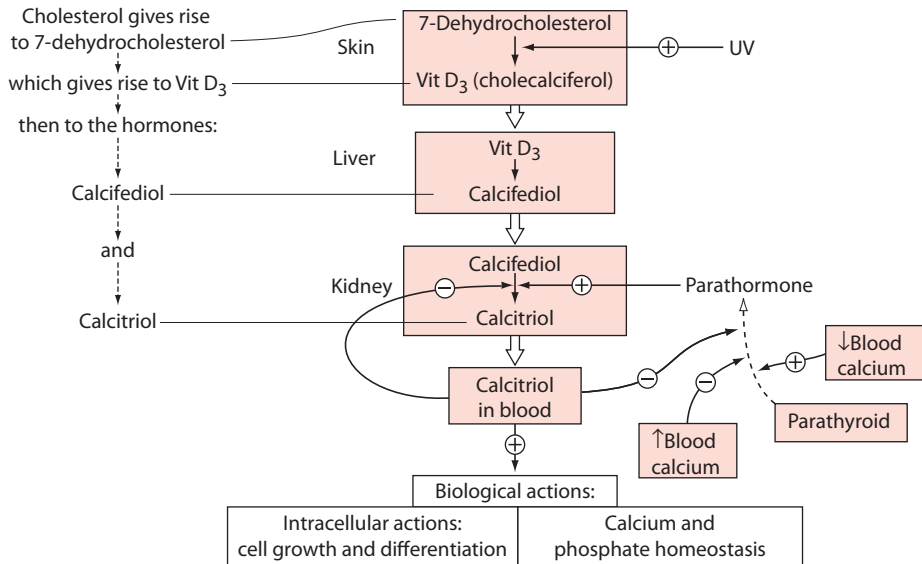 Cholesterol gives rise
to 7-dehydrocholesterol
which gives rise to Vit D₃
then to the hormones:
Calcifediol
and
Calcitriol
Skin
7-Dehydrocholesterol
+
UV
Vit D₃ (cholecalciferol)
Liver
Vit D₃
Calcifediol
Kidney
Calcifediol
−
+
Parathormone
Calcitriol
Calcitriol
in blood
−
−
+
↓Blood
calcium
Parathyroid
↑Blood
calcium
+
Biological actions:
Intracellular actions:
cell growth and differentiation
Calcium and
phosphate homeostasis